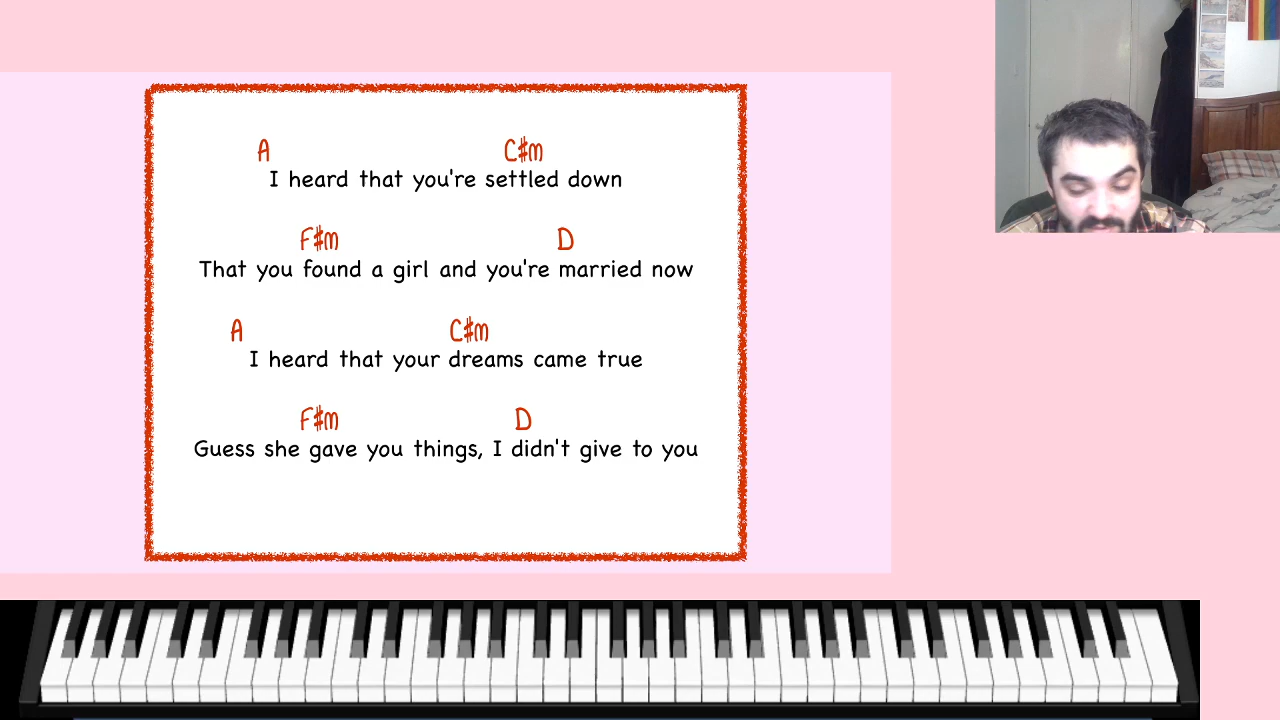 A C#m
I heard that you're settled down
F#m D
That you found a girl and you're married now
A C#m
I heard that your dreams came true
F#m D
Guess she gave you things, I didn't give to you